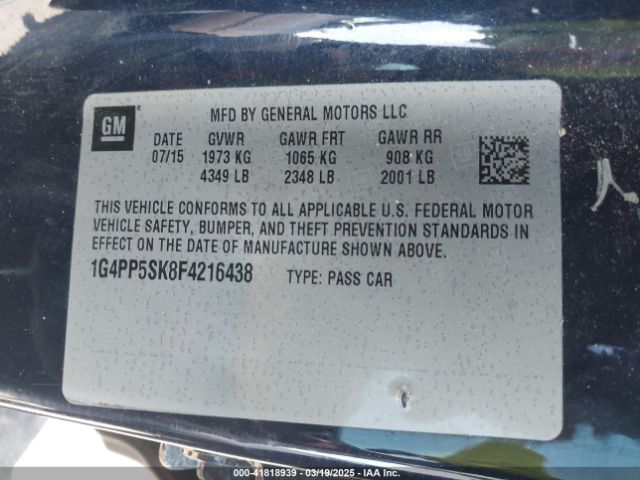 GM
MFD BY GENERAL MOTORS LLC
DATE GVWR GAWR FRT GAWR RR
07/15 1973 KG 1065 KG 908 KG
4349 LB 2348 LB 2001 LB
THIS VEHICLE CONFORMS TO ALL APPLICABLE U.S. FEDERAL MOTOR
VEHICLE SAFETY, BUMPER, AND THEFT PREVENTION STANDARDS IN
EFFECT ON THE DATE OF MANUFACTURE SHOWN ABOVE.
1G4PP5SK8F4216438 TYPE: PASS CAR
000-41818939 - 03/19/2025 - IAA Inc.